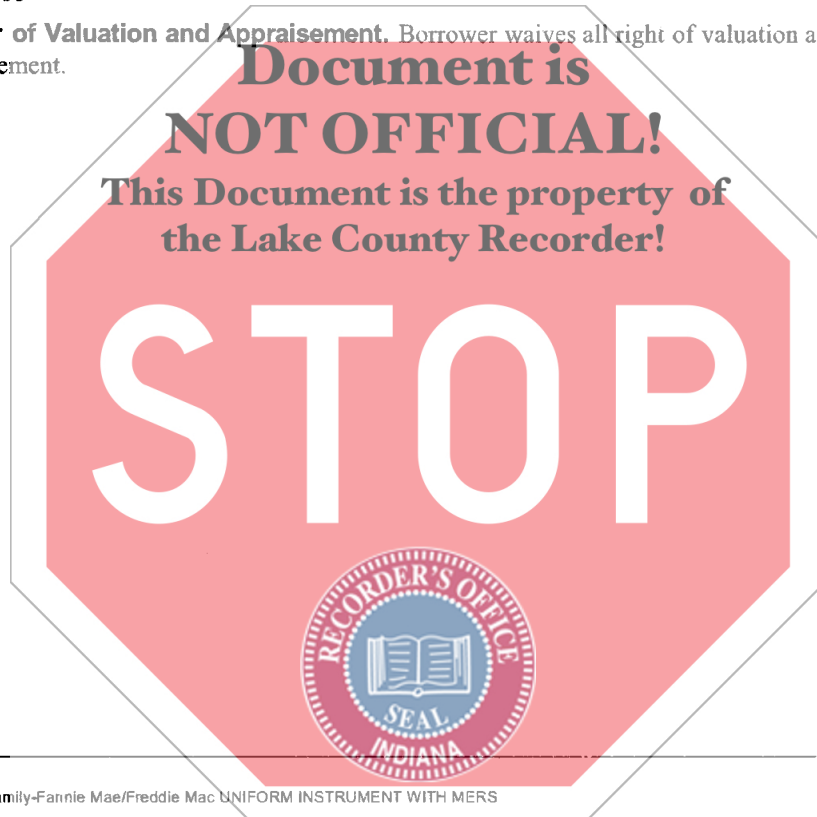 r of Valuation and Appraisement. Borrower waives all right of valuation a
ement.
Document is
NOT OFFICIAL!
This Document is the property of
the Lake County Recorder!
STOP
RECORDER'S OFFICE
SEAL
INDIANA
mily-Fannie Mae/Freddie Mac UNIFORM INSTRUMENT WITH MERS